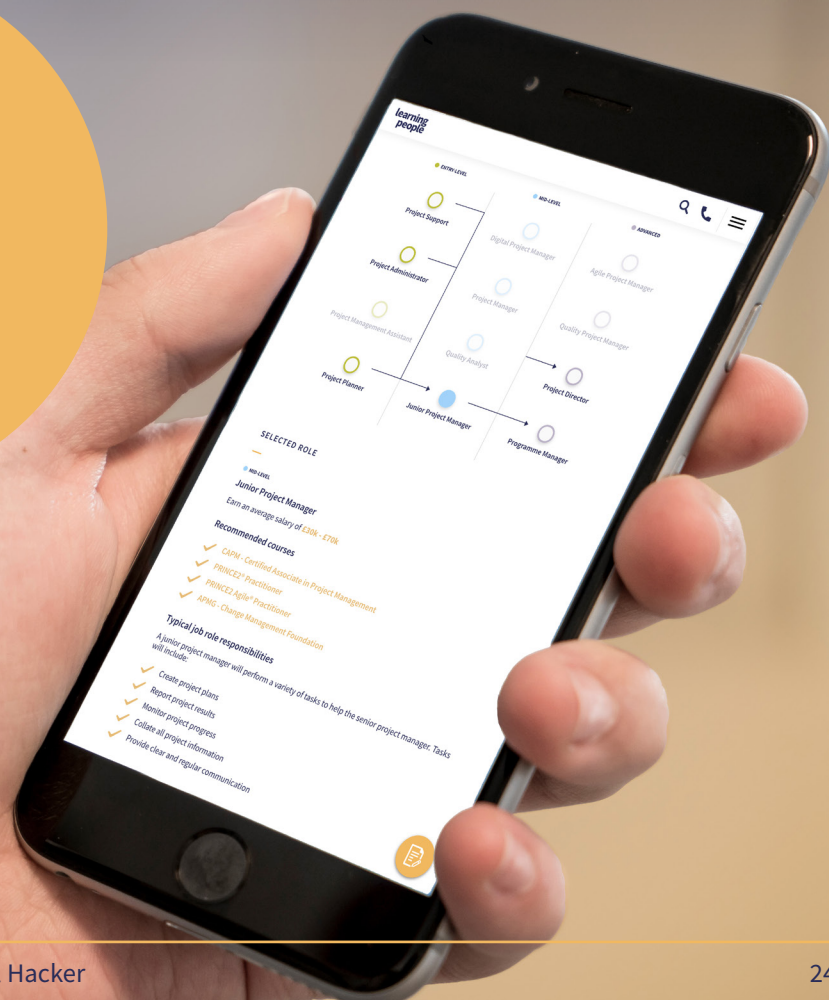 learning
people
ENTRY LEVEL
MID-LEVEL
ADVANCED
Project Support
Digital Project Manager
Agile Project Manager
Project Administrator
Project Manager
Quality Project Manager
Project Management Assistant
Quality Analyst
Project Director
Project Planner
Junior Project Manager
Programme Manager
SELECTED ROLE
MID-LEVEL
Junior Project Manager
Earn an average salary of £30k - £70k
Recommended courses
CAPM - Certified Associate in Project Management
PRINCE2® Practitioner
PRINCE2 Agile® Practitioner
APMG - Change Management Foundation
Typical job role responsibilities
A junior project manager will perform a variety of tasks to help the senior project manager. Tasks
will include:
Create project plans
Report project results
Monitor project progress
Collate all project information
Provide clear and regular communication
Hacker
24